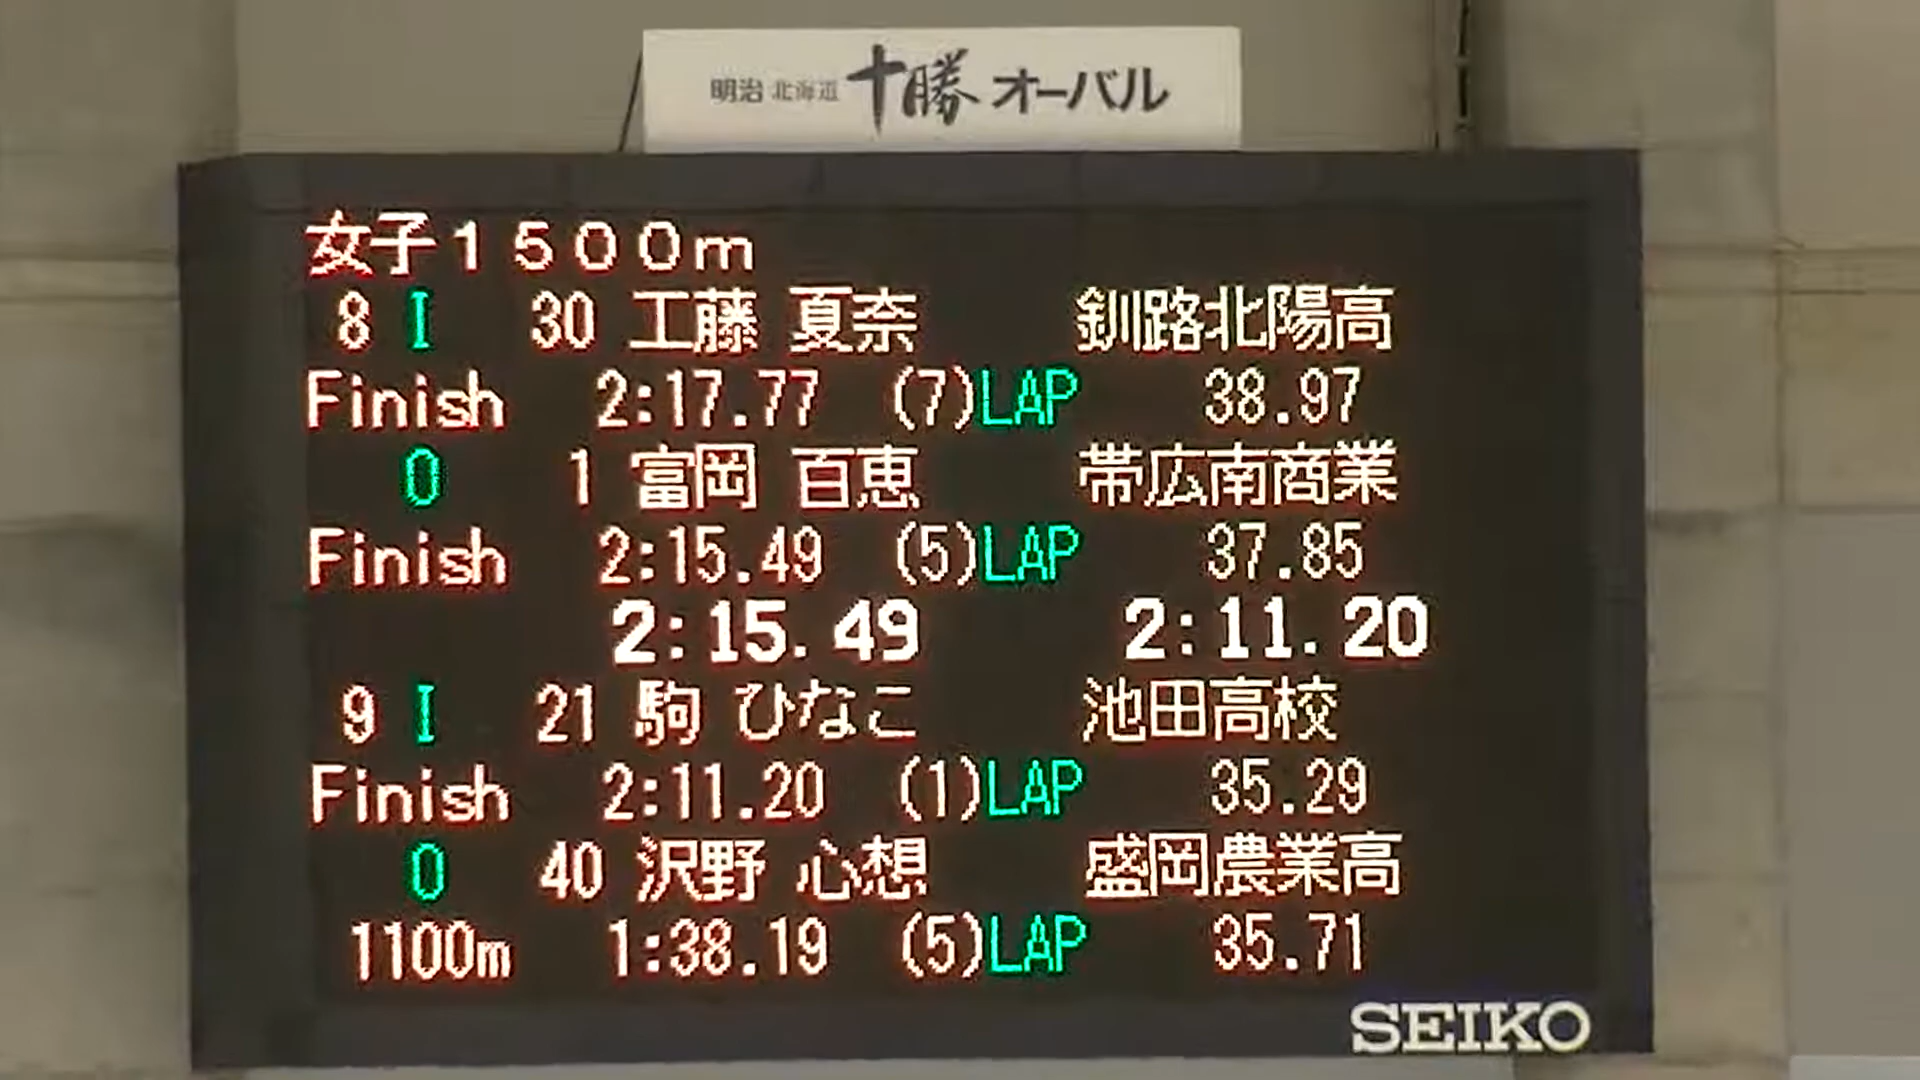 明治 北海道 十勝オーバル
女子1500m
8 I 30 工藤 夏奈 釧路北陽高
Finish 2:17.77 (7)LAP 38.97
O 1 富岡 百恵 帯広南商業
Finish 2:15.49 (5)LAP 37.85
2:15.49 2:11.20
9 I 21 駒 ひなこ 池田高校
Finish 2:11.20 (1)LAP 35.29
O 40 沢野 心想 盛岡農業高
1100m 1:38.19 (5)LAP 35.71
SEIKO